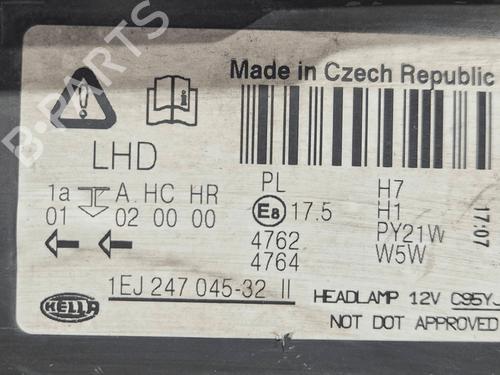 Made in Czech Republic
B-PARTS
LHD
1a A. HC HR
01 02 00 00
PL
E8 17.5
4762
4764
H7
H1
PY21W
W5W
17:07
1EJ 247 045-32 II
HELLA
HEADLAMP 12V C95Y
NOT DOT APPROVED